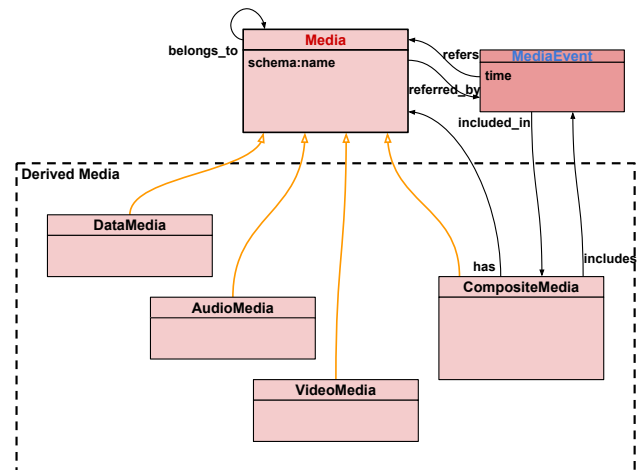 Media
belongs_to
refers
MediaEvent
schema:name
time
referred_by
included_in
Derived Media
DataMedia
has
includes
CompositeMedia
AudioMedia
VideoMedia